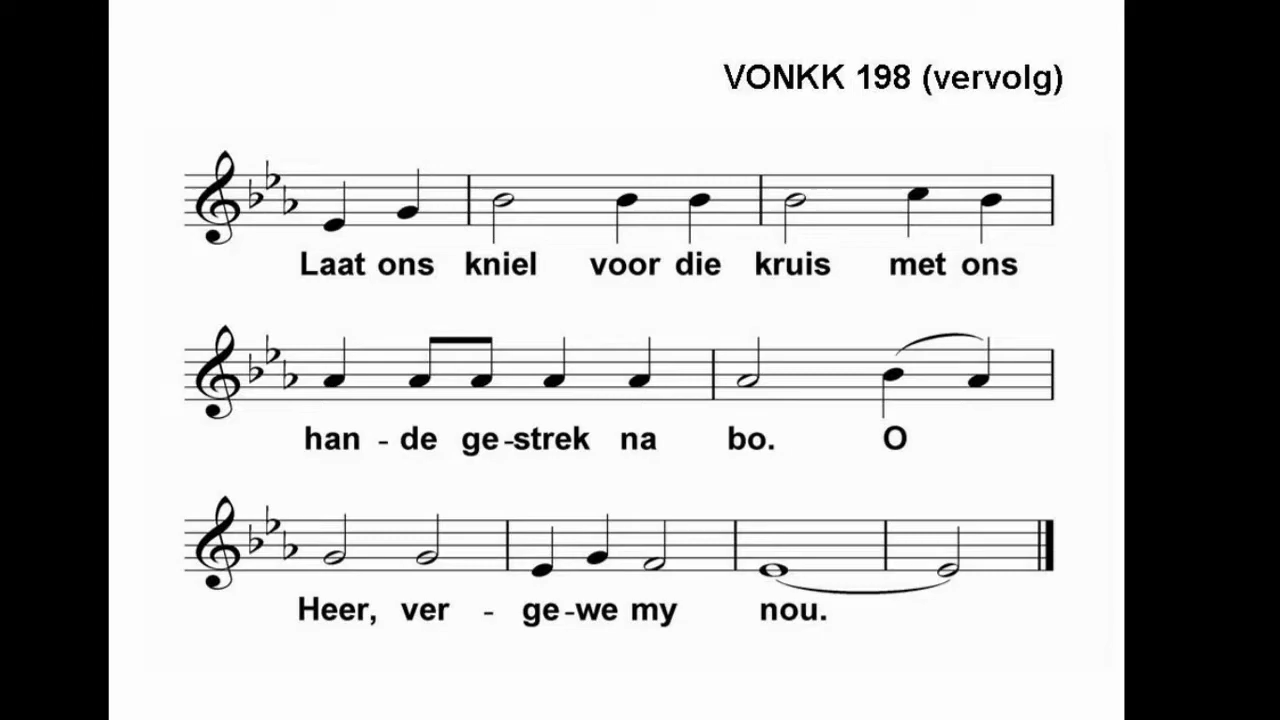 VONKK 198 (vervolg)
Laat ons kniel voor die kruis met ons
han - de ge-strek na bo. O
Heer, ver - ge-we my nou.